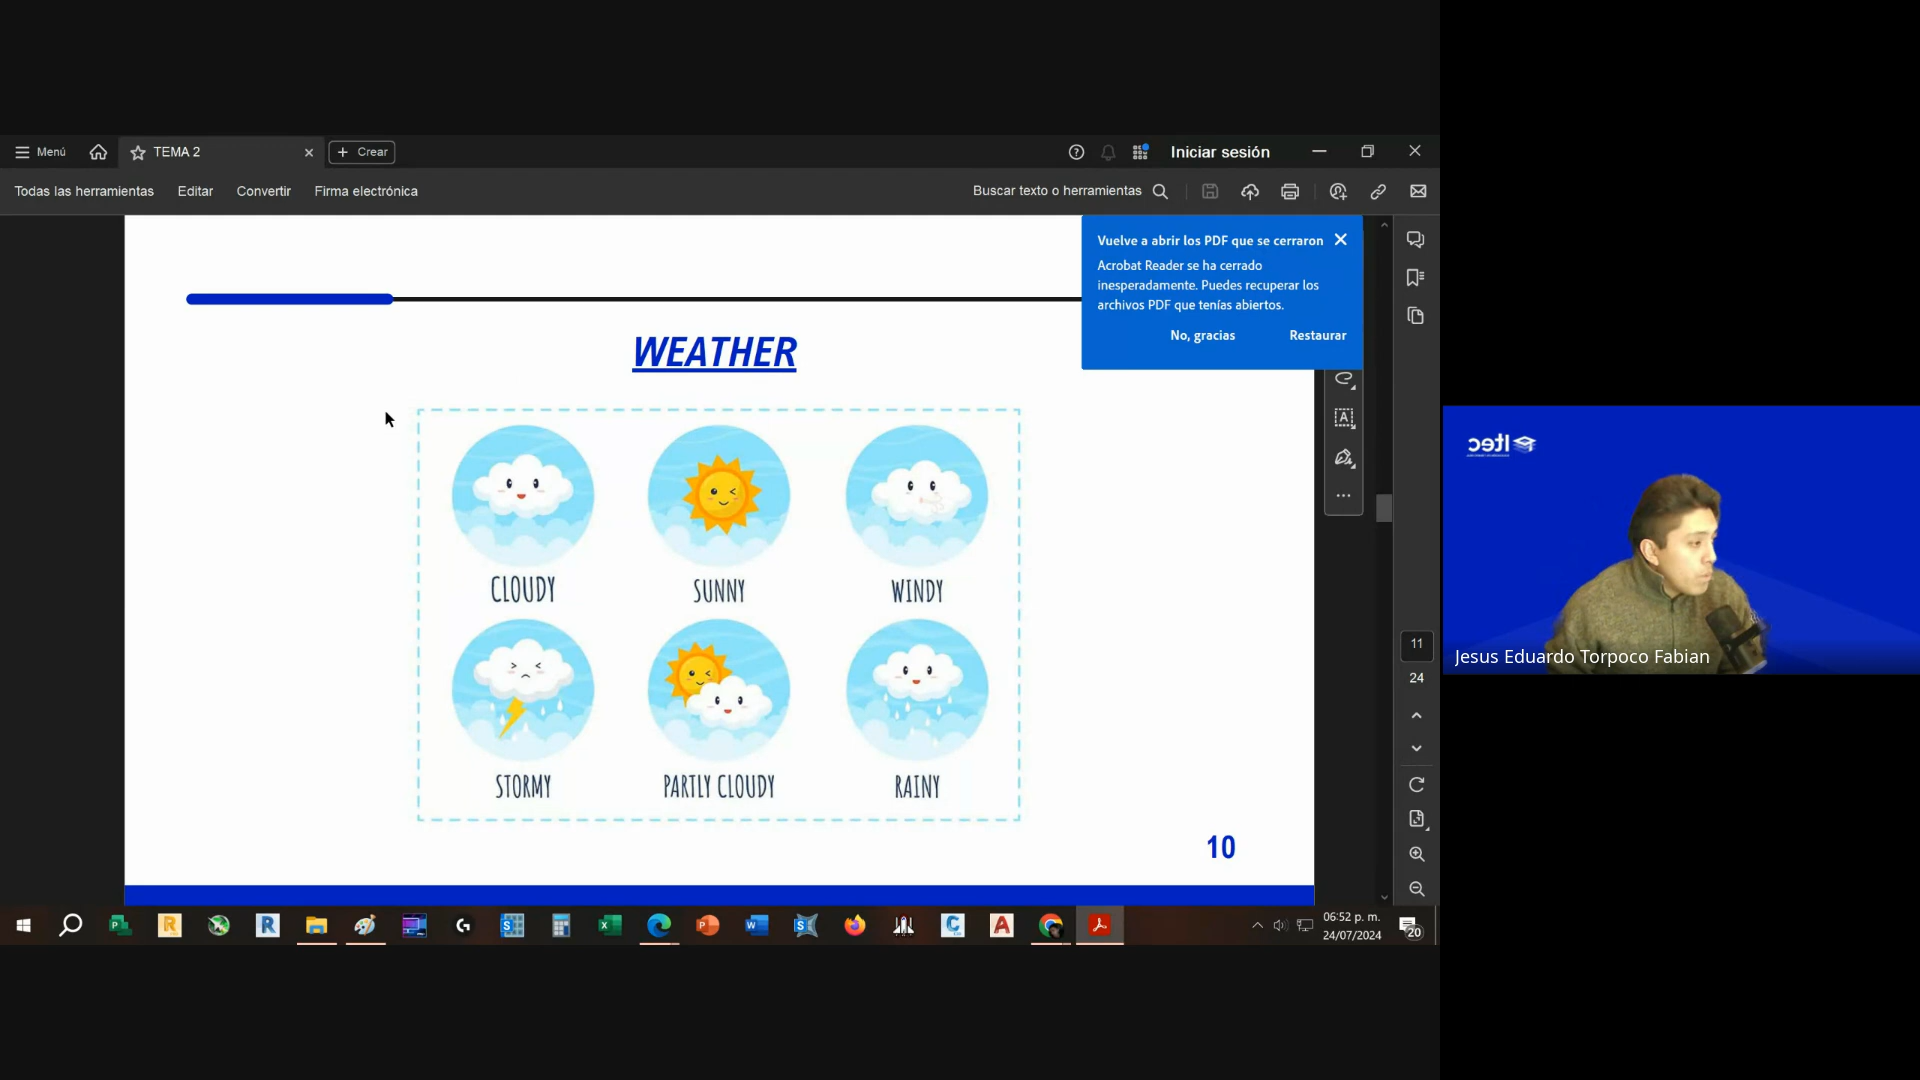 Menú
TEMA 2
Crear
Iniciar sesión
Todas las herramientas
Editar
Convertir
Firma electrónica
Buscar texto o herramientas
Vuelve a abrir los PDF que se cerraron
Acrobat Reader se ha cerrado
inesperadamente. Puedes recuperar los
archivos PDF que tenías abiertos.
No, gracias
Restaurar
WEATHER
CLOUDY
SUNNY
WINDY
STORMY
PARTLY CLOUDY
RAINY
10
11
24
Itec
Jesus Eduardo Torpoco Fabian
06:52 p. m.
24/07/2024
20